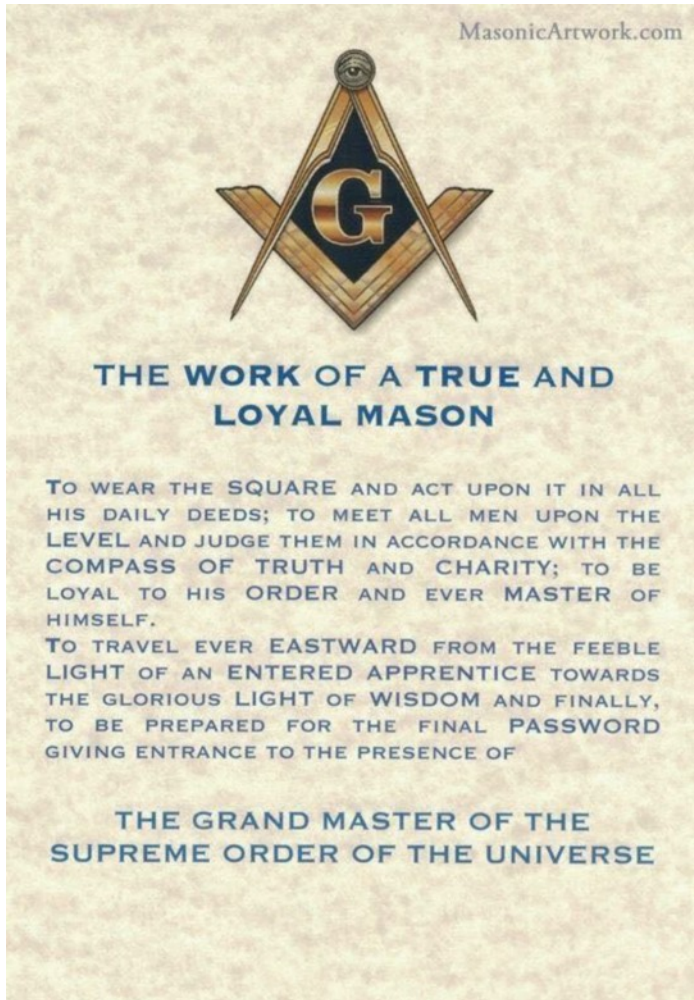 MasonicArtwork.com
G
THE WORK OF A TRUE AND
LOYAL MASON
TO WEAR THE SQUARE AND ACT UPON IT IN ALL
HIS DAILY DEEDS; TO MEET ALL MEN UPON THE
LEVEL AND JUDGE THEM IN ACCORDANCE WITH THE
COMPASS OF TRUTH AND CHARITY; TO BE
LOYAL TO HIS ORDER AND EVER MASTER OF
HIMSELF.
TO TRAVEL EVER EASTWARD FROM THE FEEBLE
LIGHT OF AN ENTERED APPRENTICE TOWARDS
THE GLORIOUS LIGHT OF WISDOM AND FINALLY,
TO BE PREPARED FOR THE FINAL PASSWORD
GIVING ENTRANCE TO THE PRESENCE OF
THE GRAND MASTER OF THE
SUPREME ORDER OF THE UNIVERSE